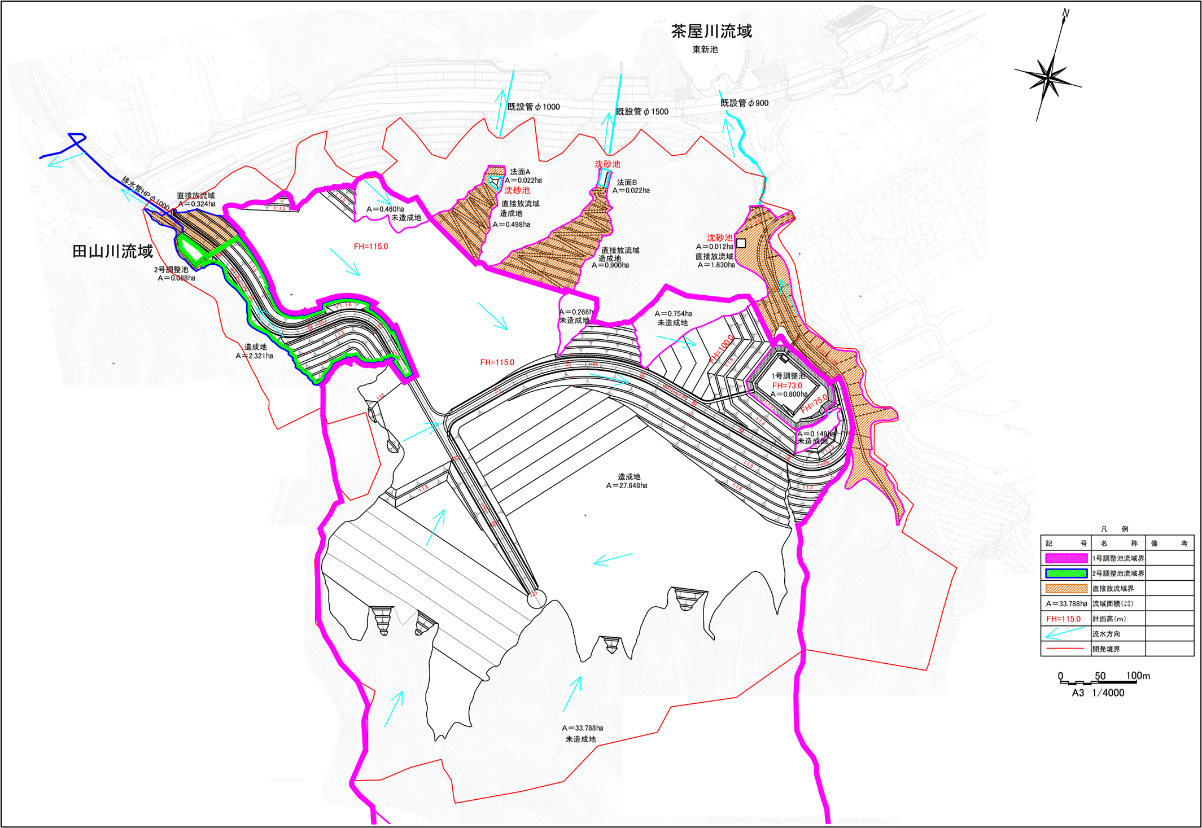 茶屋川流域
東新池
N
既設管φ1000
既設管φ1500
既設管φ900
排水管HPφ1000
直接放流域
A=0.324ha
田山川流域
2号調整池
A=0.088ha
造成地
A=2.321ha
A=0.460ha
未造成地
FH=115.0
法面A
A=0.022ha
沈砂池
直接放流域
造成地
A=0.498ha
沈砂池
法面B
A=0.022ha
直接放流域
造成地
A=0.900ha
沈砂池
A=0.012ha
直接放流域
A=1.630ha
A=0.266h
未造成地
A=0.754ha
未造成地
FH=115.0
FH=100.0
1号調整池
FH=73.0
A=0.800ha
FH=75.0
A=0.149ha
未造成地
造成地
A=27.648ha
A=33.788ha
未造成地
凡 例
記 号 名 称 備 考
1号調整池流域界
2号調整池流域界
直接放流域界
A=33.788ha 流域面積
FH=115.0 計画高(m)
流水方向
開発境界
0 50 100m
A3 1/4000